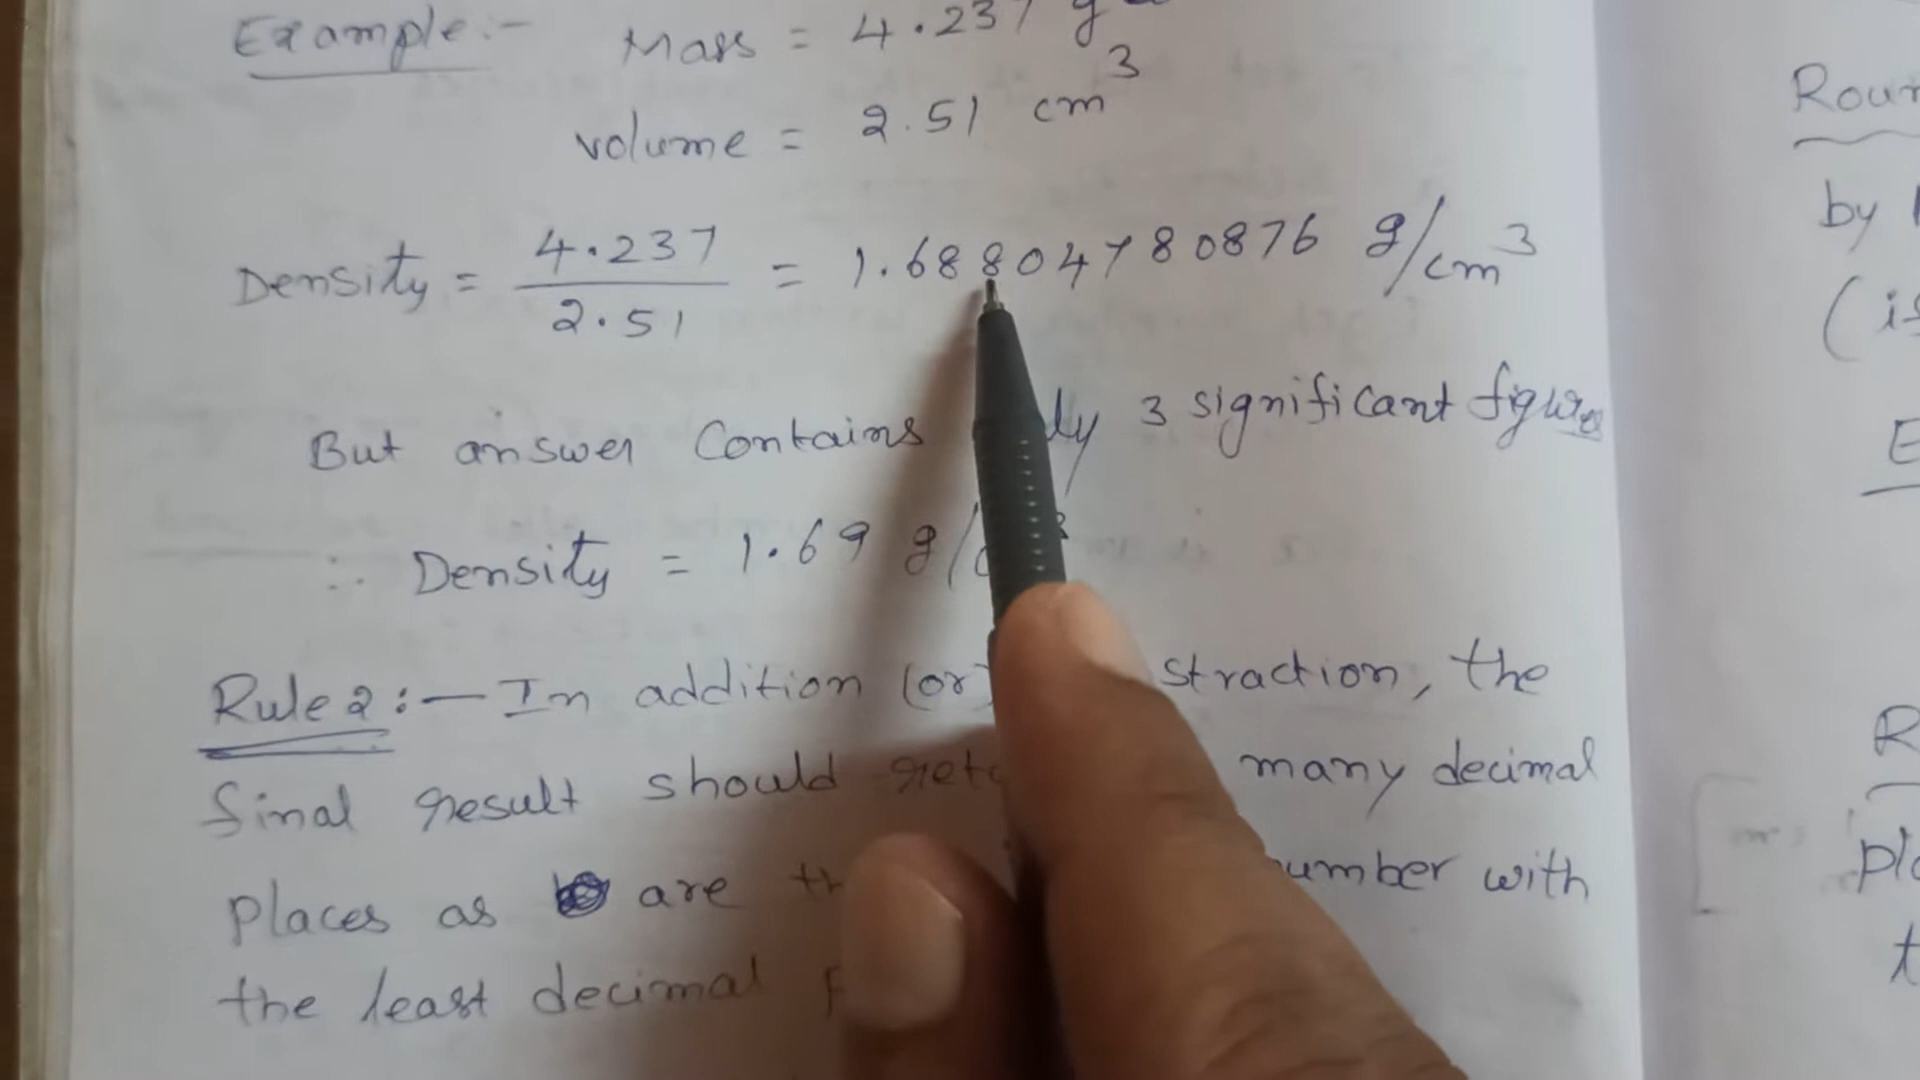 Example:- Mass = 4.237 g
volume = 2.51 cm³
Density = 4.237 / 2.51 = 1.68804780876 g/cm³
But answer contains 3 significant figures
∴ Density = 1.69 g/
Rule 2 :- In addition (or) straction, the
final result should many decimal
places as are number with
the least decimal
Roun
by
(is
E
R
pla
t